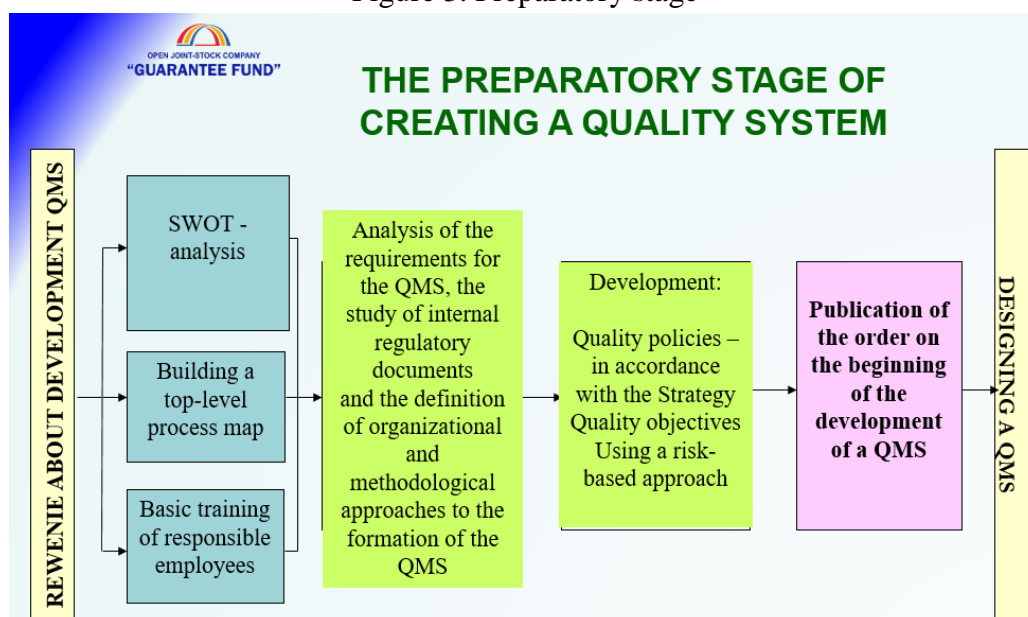 Figure 3. Preparatory stage
OPEN JOINT-STOCK COMPANY
“GUARANTEE FUND”
THE PREPARATORY STAGE OF
CREATING A QUALITY SYSTEM
REWENIE ABOUT DEVELOPMENT QMS
SWOT -
analysis
Building a
top-level
process map
Basic training
of responsible
employees
Analysis of the
requirements for
the QMS, the
study of internal
regulatory
documents
and the definition
of organizational
and
methodological
approaches to the
formation of the
QMS
Development:
Quality policies –
in accordance
with the Strategy
Quality objectives
Using a risk-
based approach
Publication of
the order on
the beginning
of the
development
of a QMS
DESIGNING A QMS